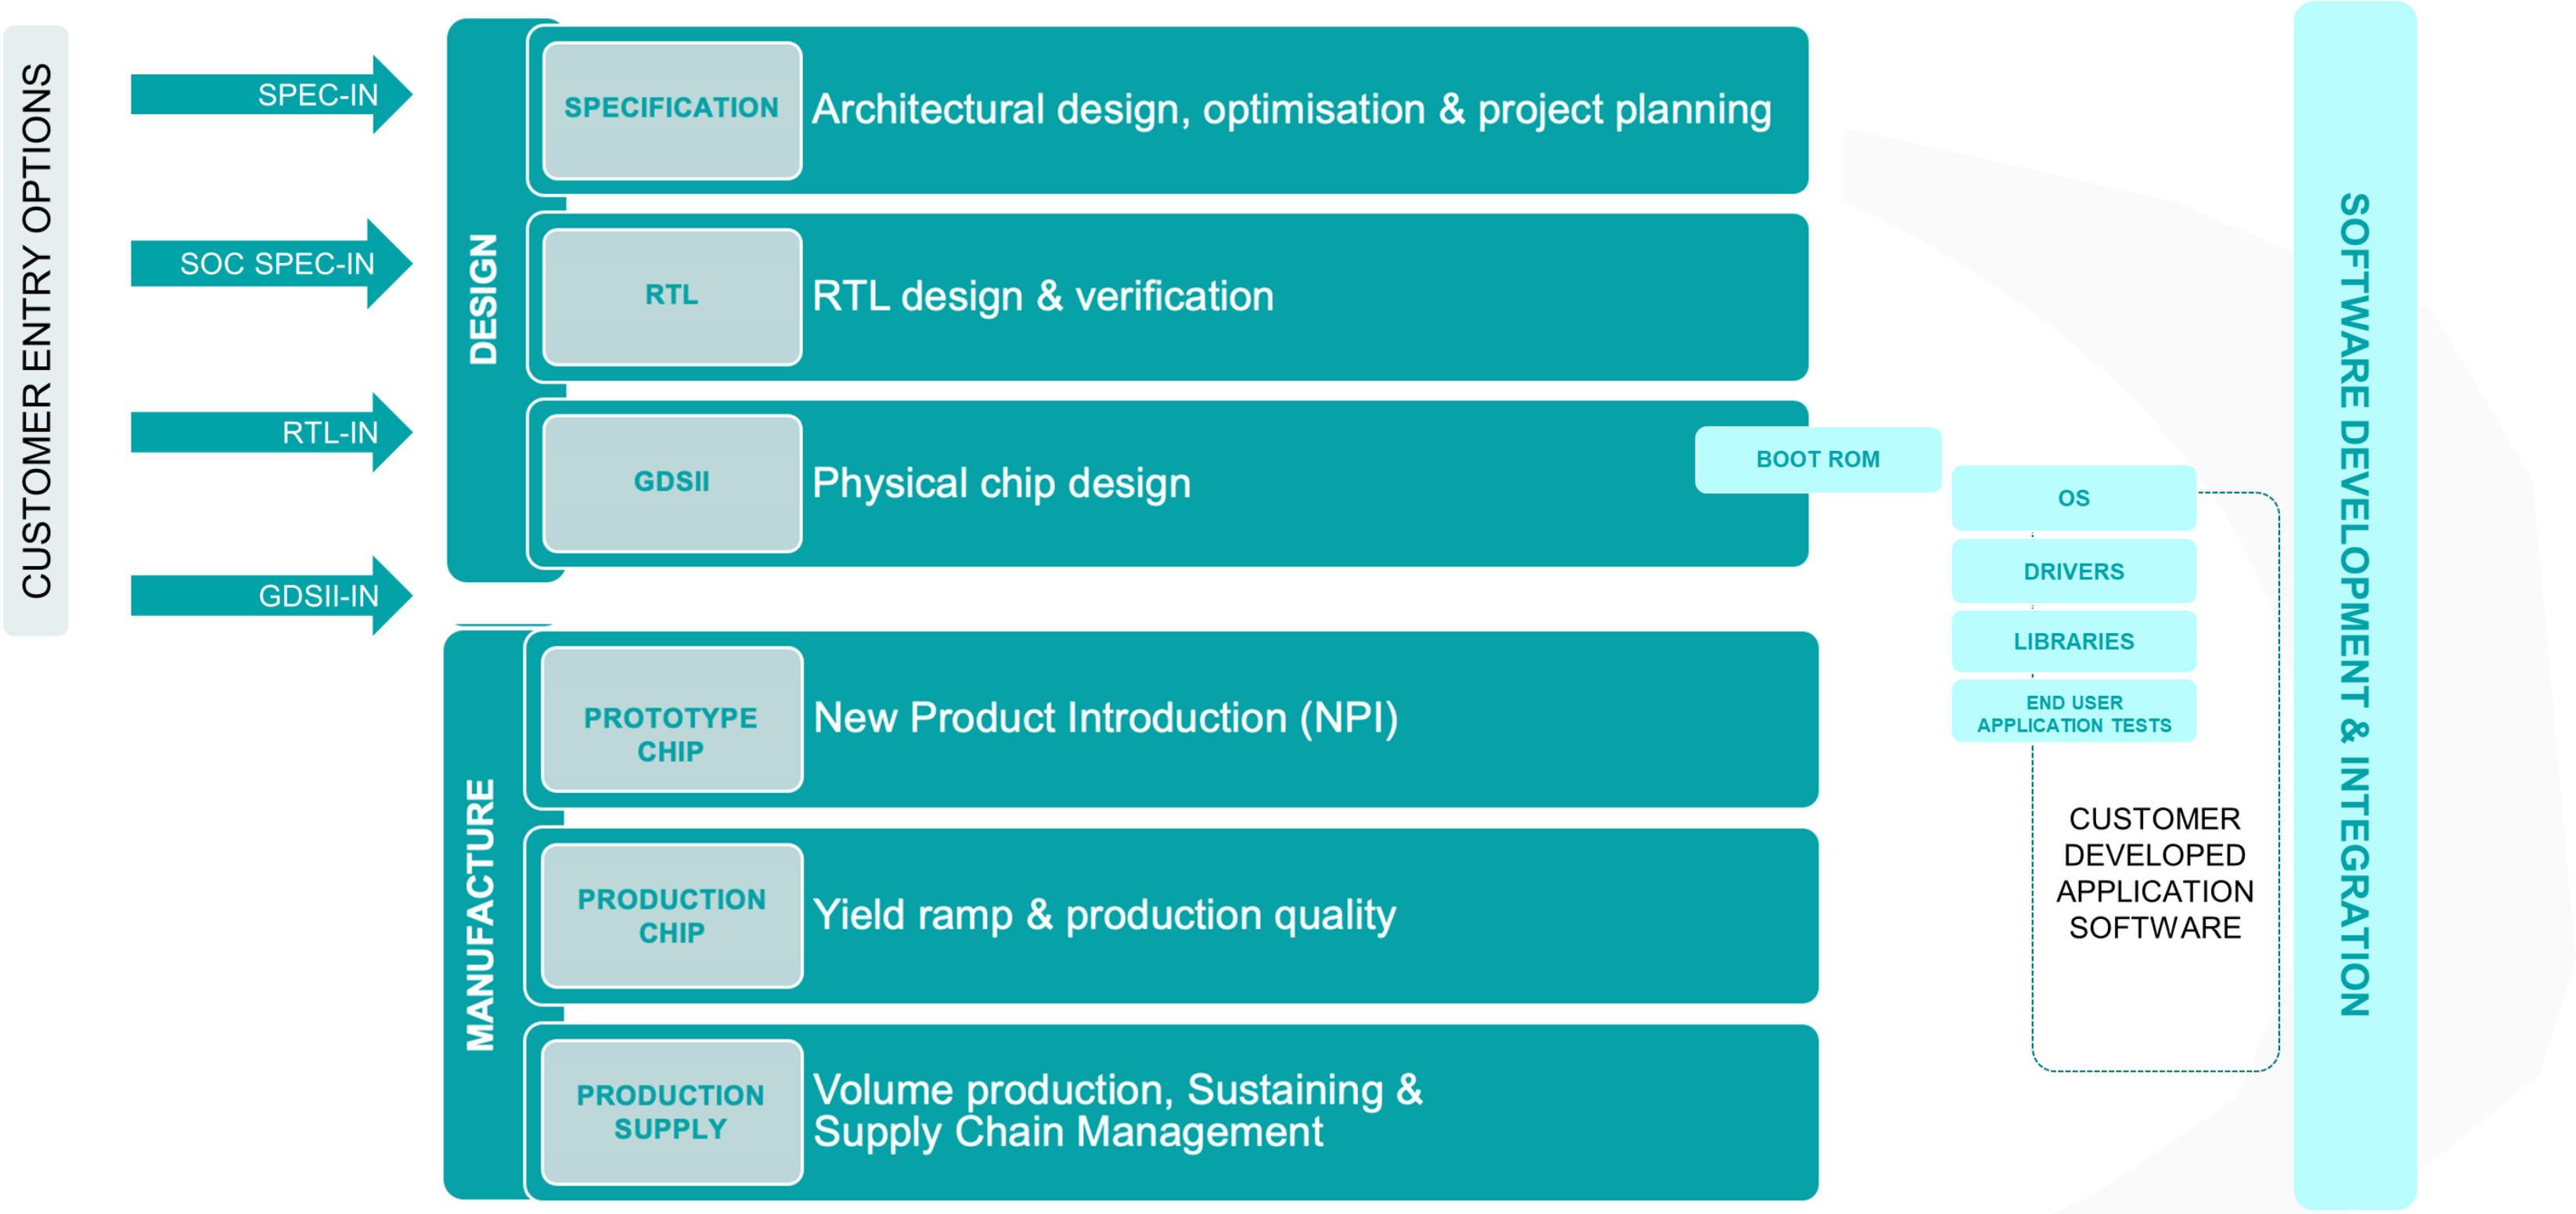 CUSTOMER ENTRY OPTIONS
SPEC-IN
SOC SPEC-IN
RTL-IN
GDSII-IN
DESIGN
SPECIFICATION
Architectural design, optimisation & project planning
RTL
RTL design & verification
GDSII
Physical chip design
MANUFACTURE
PROTOTYPE
CHIP
New Product Introduction (NPI)
PRODUCTION
CHIP
Yield ramp & production quality
PRODUCTION
SUPPLY
Volume production, Sustaining &
Supply Chain Management
BOOT ROM
OS
DRIVERS
LIBRARIES
END USER
APPLICATION TESTS
CUSTOMER
DEVELOPED
APPLICATION
SOFTWARE
SOFTWARE DEVELOPMENT & INTEGRATION